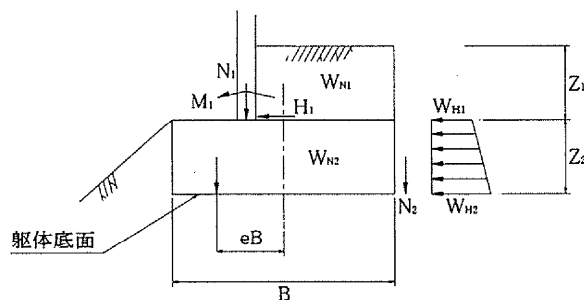 N₁
W_N1
Z₁
M₁
H₁
W_H1
W_N2
Z₂
N₂
W_H2
躯体底面
eB
B